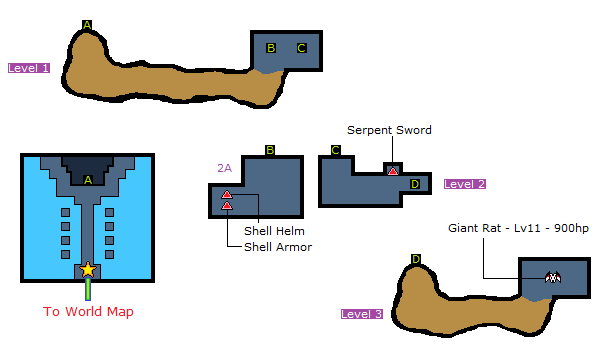 A
B C
Level 1
Serpent Sword
B
C
2A
D
Level 2
A
Shell Helm
Shell Armor
Giant Rat - Lv11 - 900hp
D
To World Map
Level 3